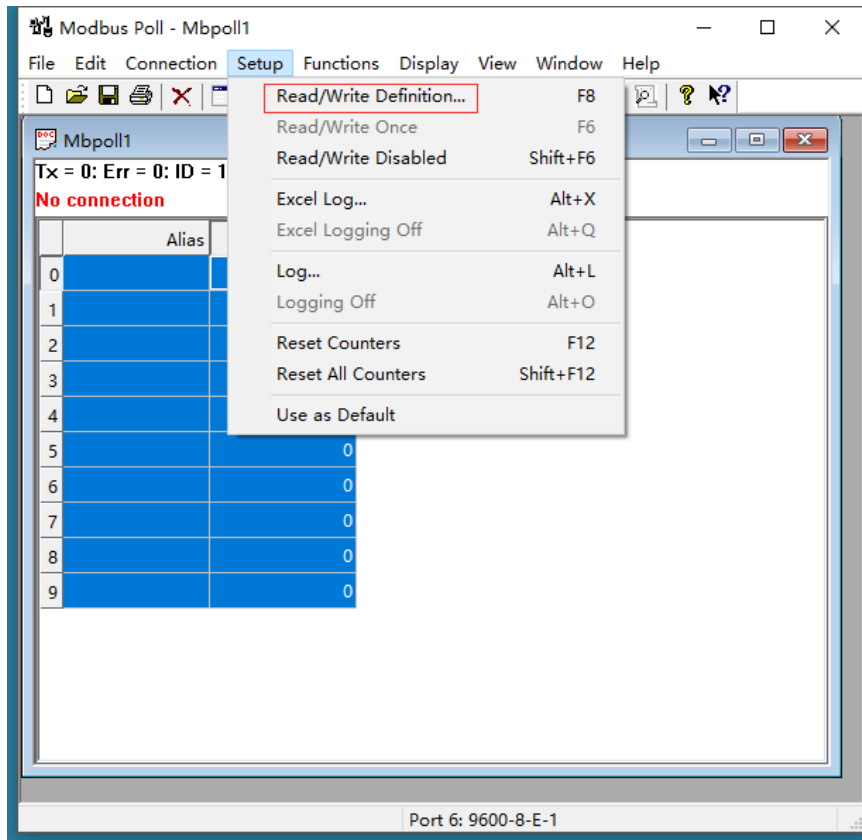 Modbus Poll - Mbpoll1
File Edit Connection Setup Functions Display View Window Help
Read/Write Definition... F8
Read/Write Once F6
Read/Write Disabled Shift+F6
Excel Log... Alt+X
Excel Logging Off Alt+Q
Log... Alt+L
Logging Off Alt+O
Reset Counters F12
Reset All Counters Shift+F12
Use as Default
Mbpoll1
Tx = 0: Err = 0: ID = 1
No connection
Alias
0
1
2
3
4
5 0
6 0
7 0
8 0
9 0
Port 6: 9600-8-E-1